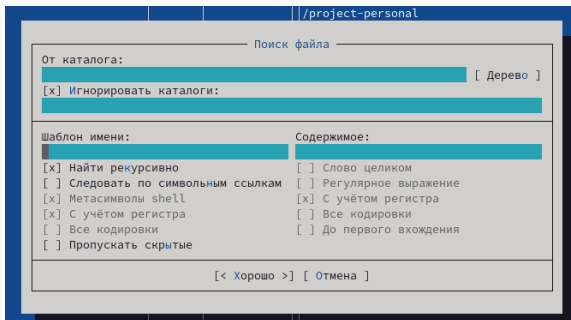 /project-personal
Поиск файла
От каталога:
[ Дерево ]
[x] Игнорировать каталоги:
Шаблон имени:
[x] Найти рекурсивно
[ ] Следовать по символьным ссылкам
[x] Метасимволы shell
[x] С учётом регистра
[ ] Все кодировки
[ ] Пропускать скрытые
Содержимое:
[ ] Слово целиком
[ ] Регулярное выражение
[x] С учётом регистра
[ ] Все кодировки
[ ] До первого вхождения
[< Хорошо >] [ Отмена ]